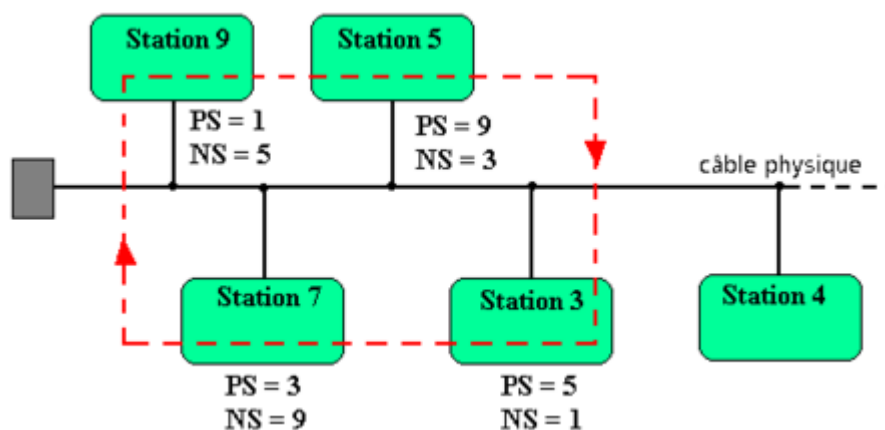 Station 9
Station 5
PS = 1
NS = 5
PS = 9
NS = 3
câble physique
Station 7
Station 3
Station 4
PS = 3
NS = 9
PS = 5
NS = 1